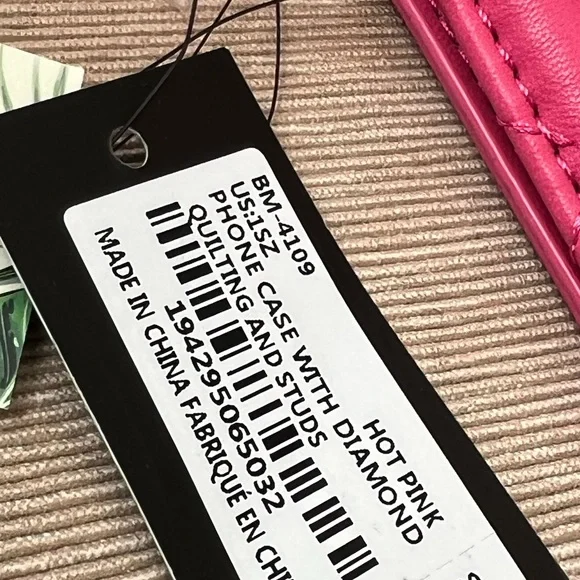 BM-4109
HOT PINK
US:1SZ
PHONE CASE WITH DIAMOND
QUILTING AND STUDS
194295065032
MADE IN CHINA FABRIQUÉ EN